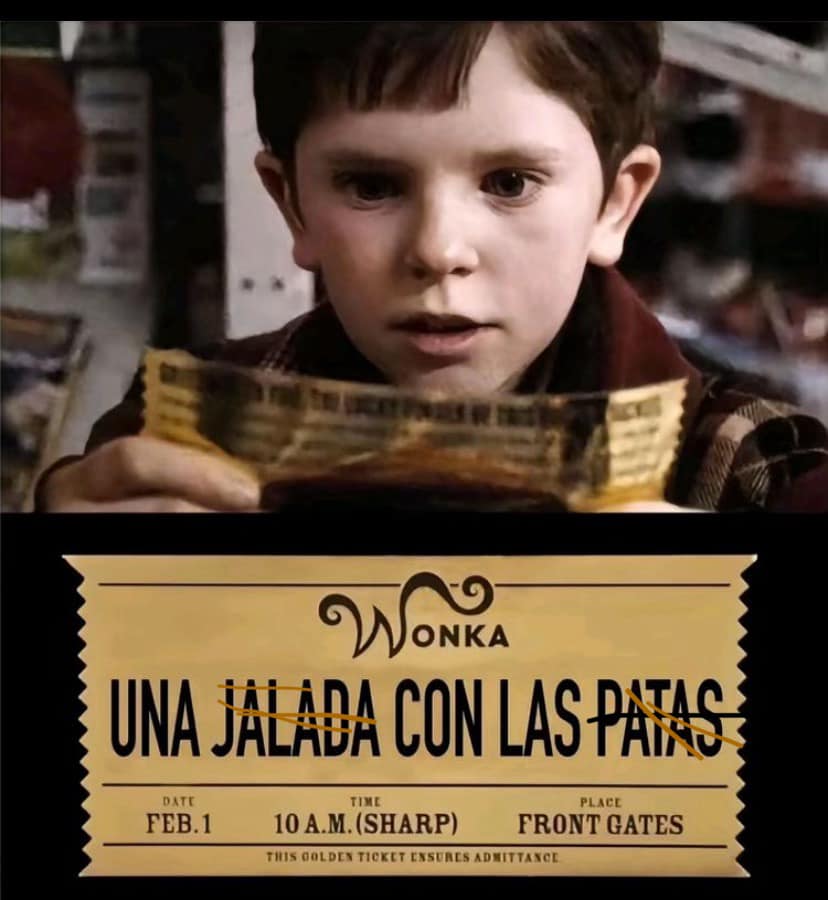 WONKA
UNA JALADA CON LAS PATAS
DATE TIME PLACE
FEB.1 10 A.M.(SHARP) FRONT GATES
THIS GOLDEN TICKET ENSURES ADMITTANCE.